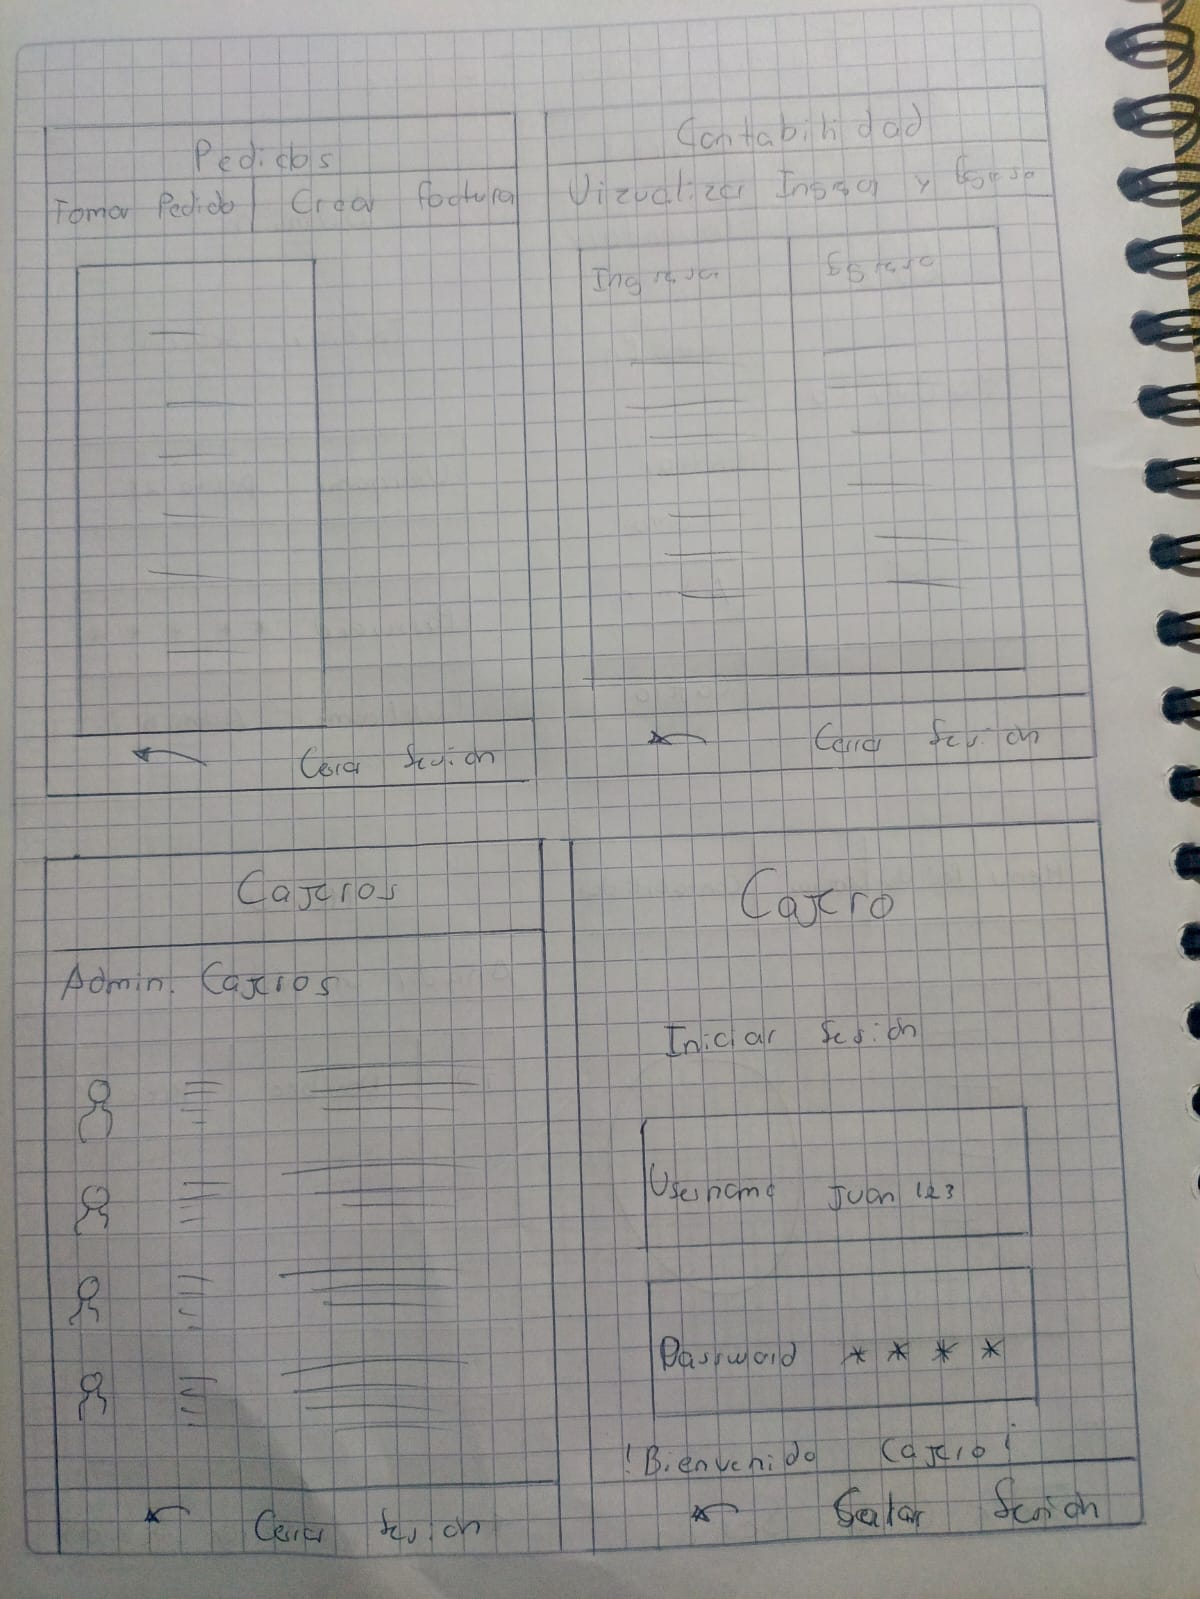 Pedidos
Tomar Pedido Crear factura
Cerrar Sesion
Contabilidad
Vizualizar Ingreso y Egreso
Ingreso Egreso
Cerrar Sesion
Cajeros
Admin. Cajeros
Cerrar Sesion
Cajero
Iniciar Sesion
Username Juan 123
Password * * * *
!Bienvenido Cajero!
Sesion